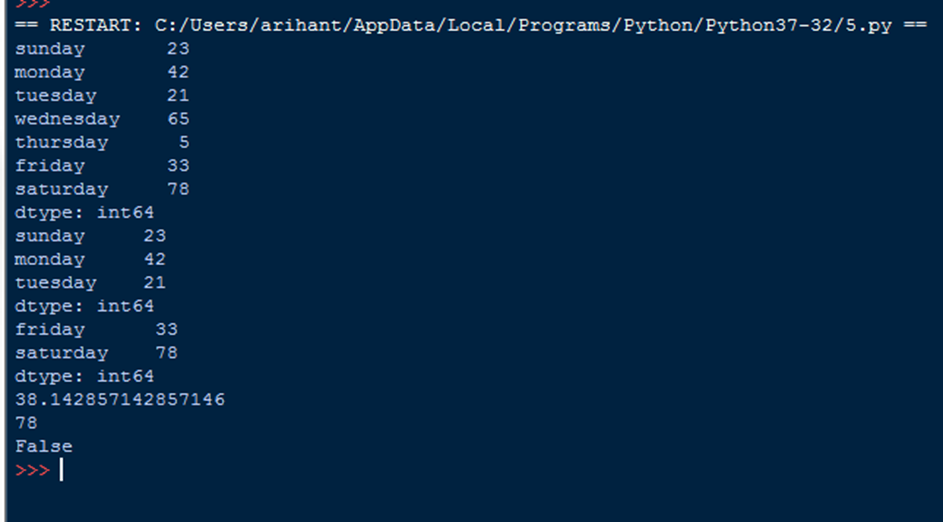 >>>
== RESTART: C:/Users/arihant/AppData/Local/Programs/Python/Python37-32/5.py ==
sunday       23
monday       42
tuesday      21
wednesday    65
thursday      5
friday       33
saturday     78
dtype: int64
sunday     23
monday     42
tuesday    21
dtype: int64
friday      33
saturday    78
dtype: int64
38.142857142857146
78
False
>>>